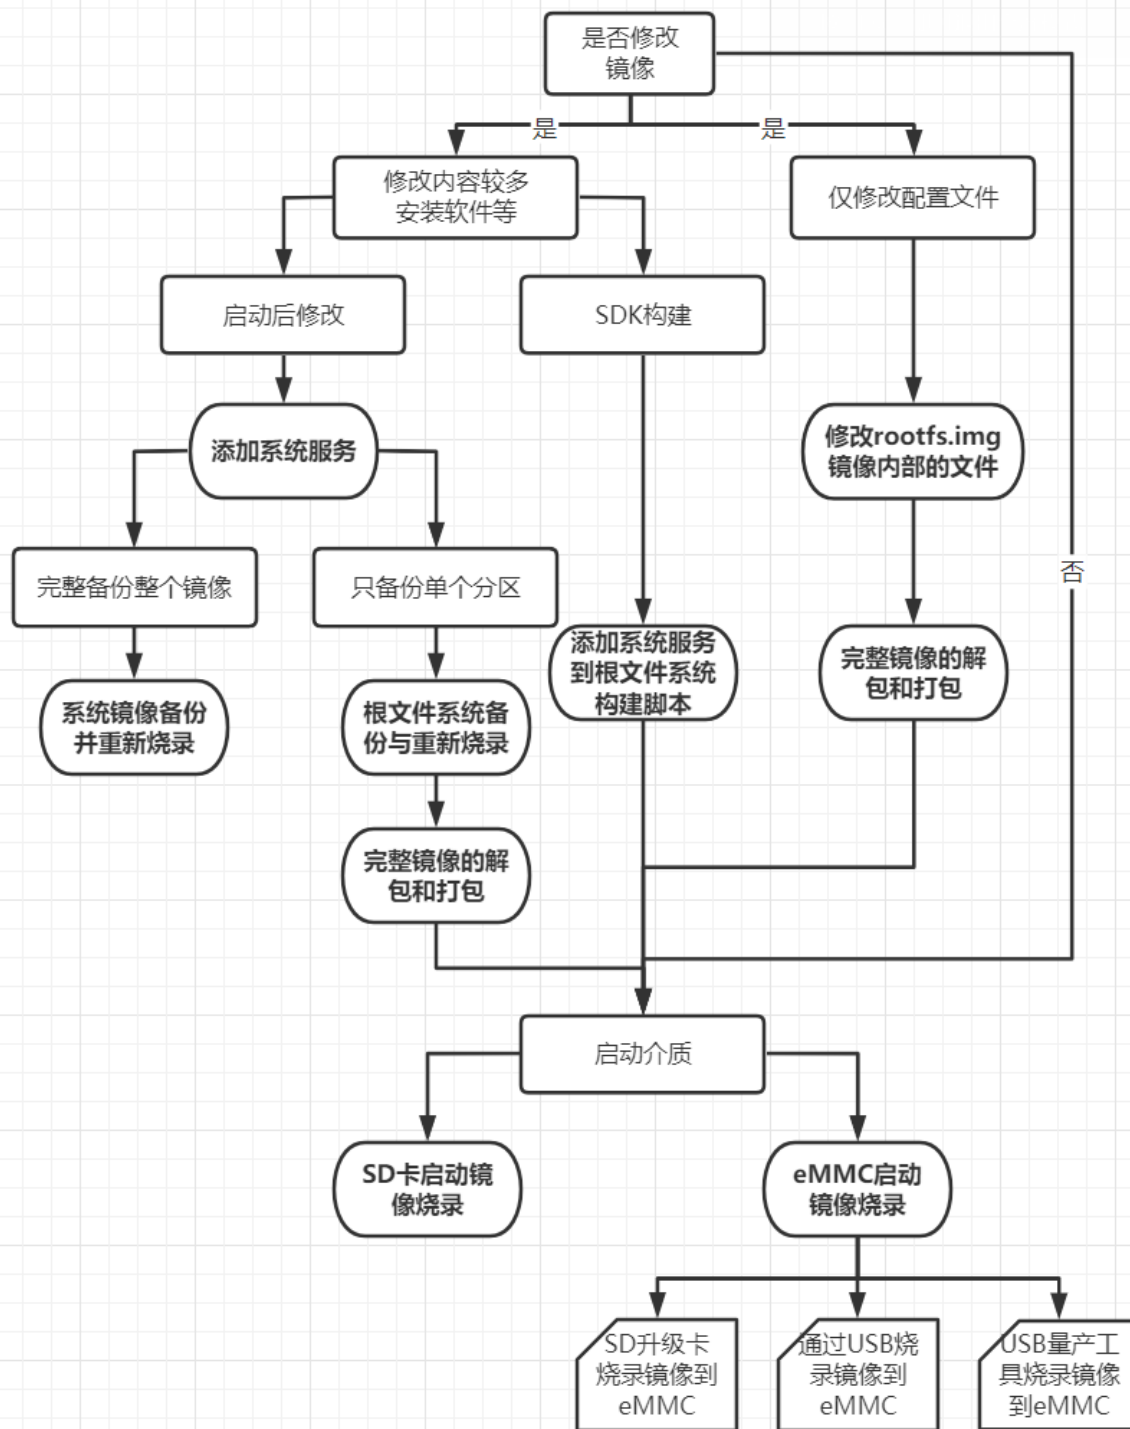 是否修改
镜像
是
是
修改内容较多
安装软件等
仅修改配置文件
启动后修改
SDK构建
添加系统服务
修改rootfs.img
镜像内部的文件
完整备份整个镜像
只备份单个分区
否
添加系统服务
到根文件系统
构建脚本
完整镜像的解
包和打包
系统镜像备份
并重新烧录
根文件系统备
份与重新烧录
完整镜像的解
包和打包
启动介质
SD卡启动镜
像烧录
eMMC启动
镜像烧录
SD升级卡
烧录镜像到
eMMC
通过USB烧
录镜像到
eMMC
USB量产工
具烧录镜像
到eMMC